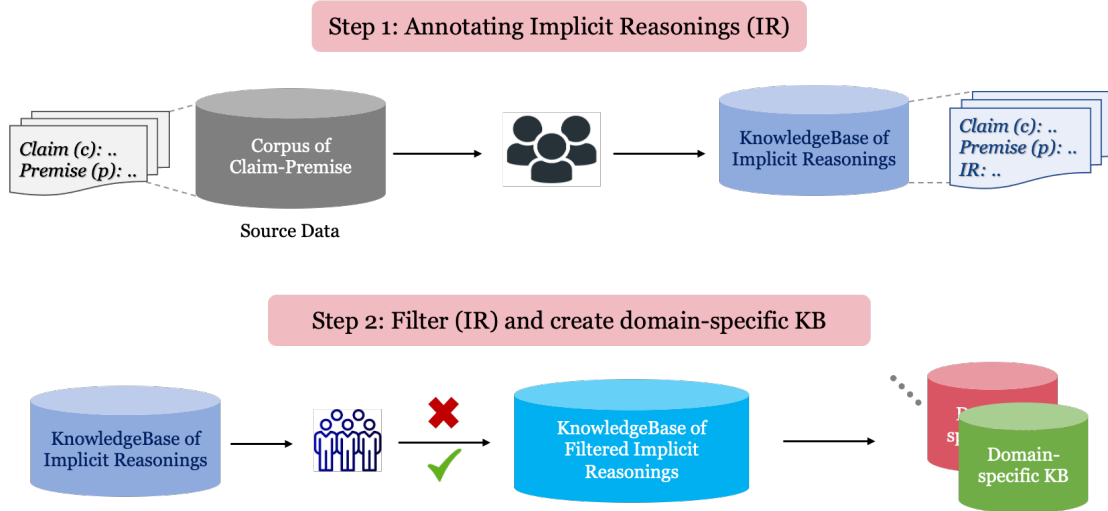 Step 1: Annotating Implicit Reasonings (IR)
Claim (c): ..
Premise (p): ..
Corpus of
Claim-Premise
Source Data
KnowledgeBase of
Implicit Reasonings
Claim (c): ..
Premise (p): ..
IR: ..
Step 2: Filter (IR) and create domain-specific KB
KnowledgeBase of
Implicit Reasonings
KnowledgeBase of
Filtered Implicit
Reasonings
Domain-
specific KB